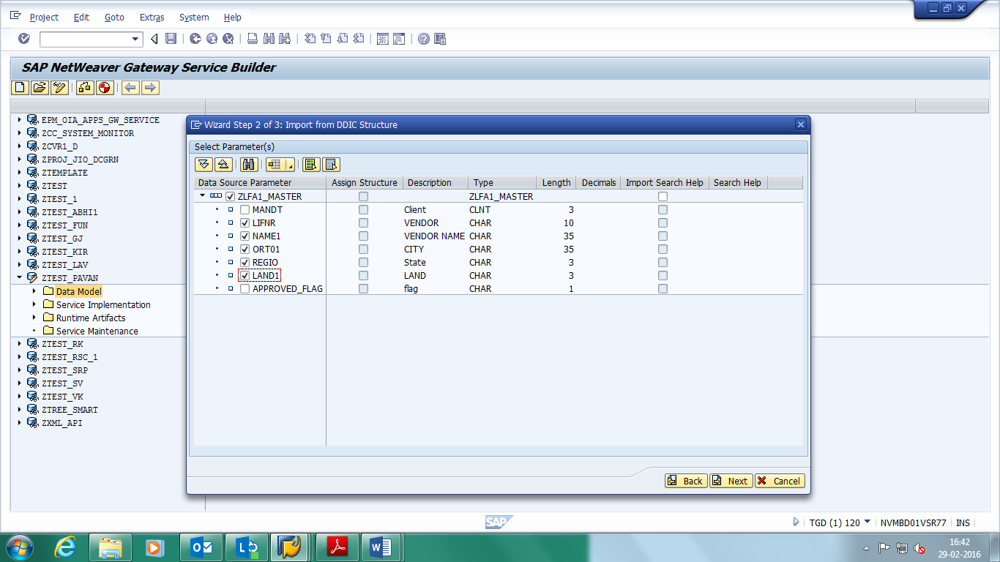 Project Edit Goto Extras System Help
SAP NetWeaver Gateway Service Builder
EPM_OIA_APPS_GW_SERVICE
ZCC_SYSTEM_MONITOR
ZCVR1_D
ZPROJ_JIO_DCGRN
ZTEMPLATE
ZTEST
ZTEST_1
ZTEST_ABHI1
ZTEST_FUN
ZTEST_GJ
ZTEST_KIR
ZTEST_LAV
ZTEST_PAVAN
Data Model
Service Implementation
Runtime Artifacts
Service Maintenance
ZTEST_RK
ZTEST_RSC_1
ZTEST_SRP
ZTEST_SV
ZTEST_VK
ZTREE_SMART
ZXML_API
Wizard Step 2 of 3: Import from DDIC Structure
Select Parameter(s)
Data Source Parameter Assign Structure Description Type Length Decimals Import Search Help Search Help
ZLFA1_MASTER ZLFA1_MASTER
MANDT Client CLNT 3
LIFNR VENDOR CHAR 10
NAME1 VENDOR NAME CHAR 35
ORT01 CITY CHAR 35
REGIO State CHAR 3
LAND1 LAND CHAR 3
APPROVED_FLAG flag CHAR 1
Back Next Cancel
SAP
TGD (1) 120 NVMBD01VSR77 INS
16:42
29-02-2016